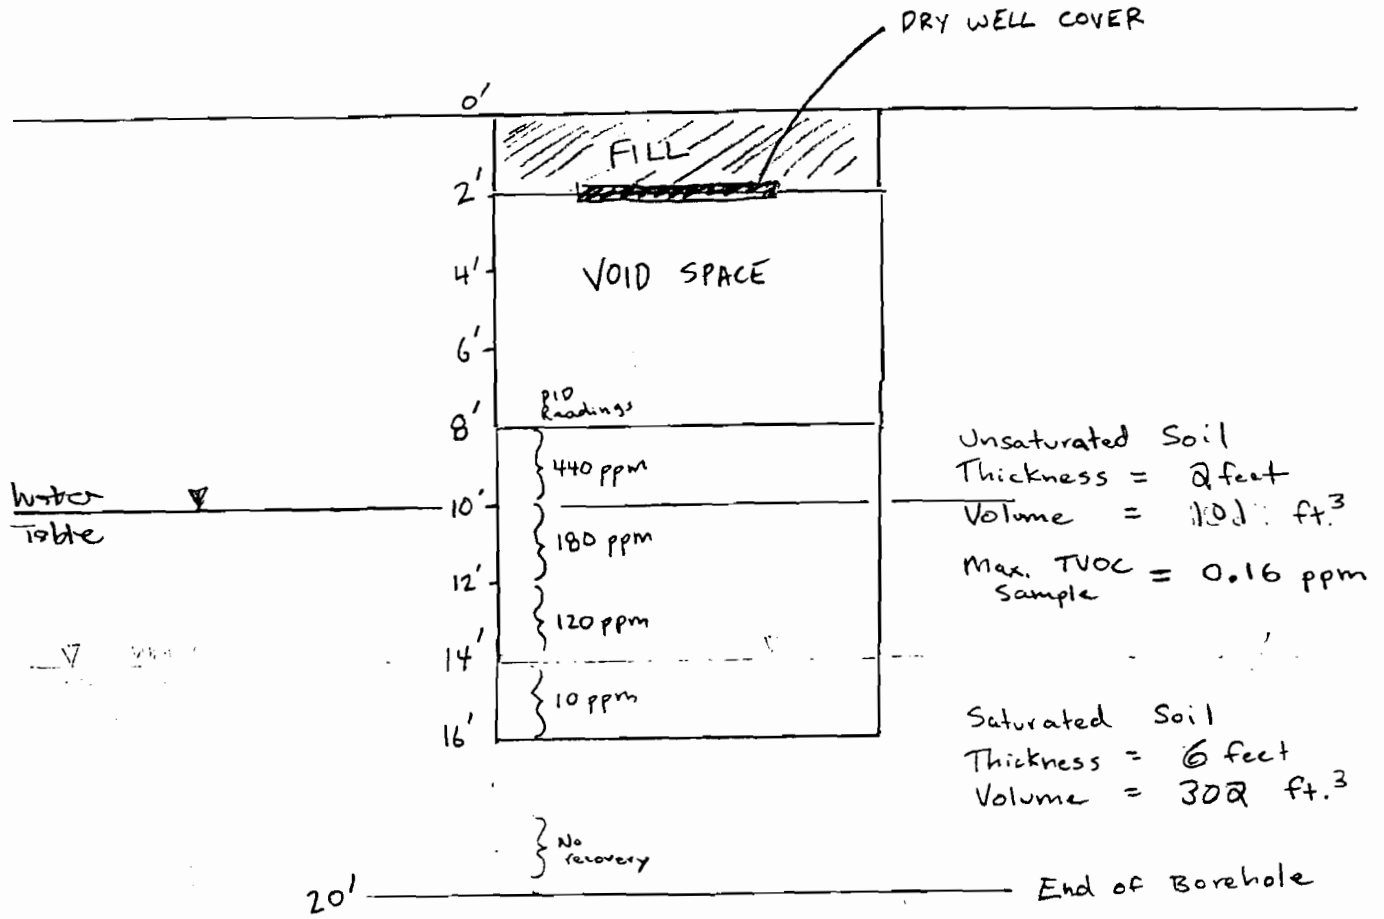 DRY WELL COVER
0'
FILL
2'
4'
VOID SPACE
6'
PID
Readings
8'
440 ppm
Water
Table
10'
180 ppm
12'
120 ppm
14'
10 ppm
16'
Unsaturated Soil
Thickness = 2 feet
Volume = 101 ft.³
Max. TVOC = 0.16 ppm
Sample
Saturated Soil
Thickness = 6 feet
Volume = 302 ft.³
No
recovery
20'
End of Borehole